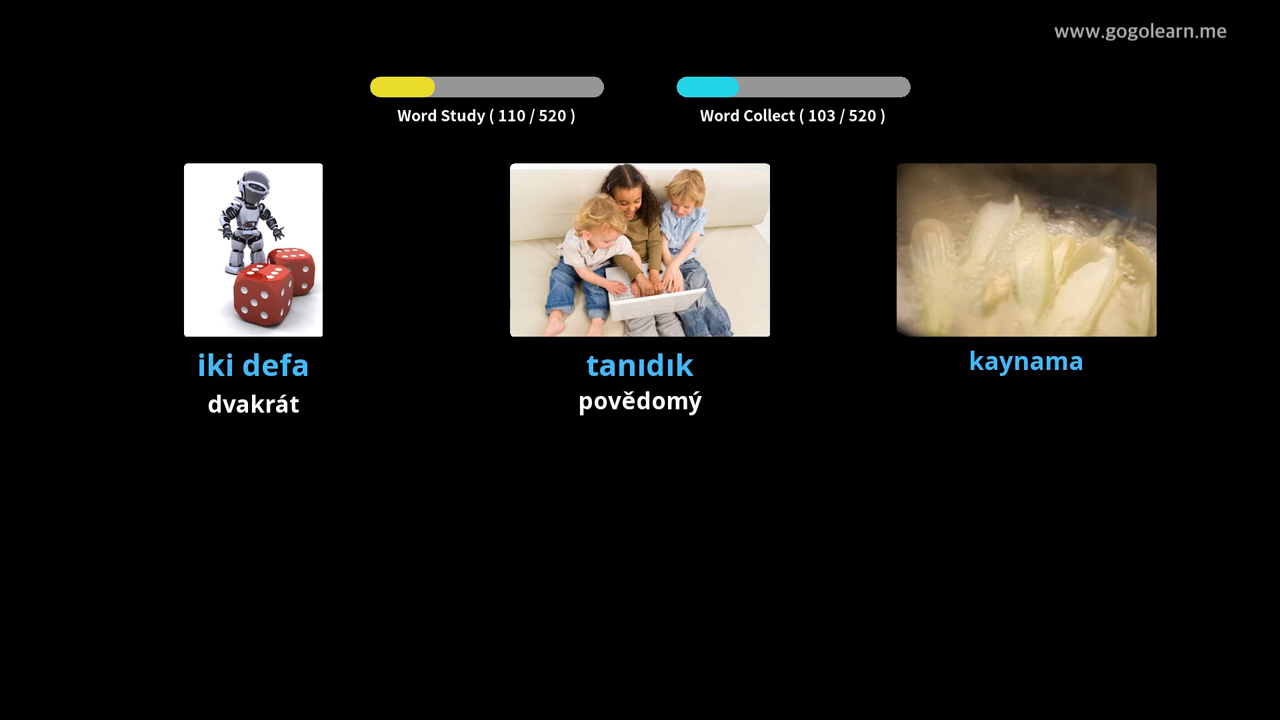 www.gogolearn.me
Word Study ( 110 / 520 )
Word Collect ( 103 / 520 )
iki defa
dvakrát
tanıdık
povědomý
kaynama